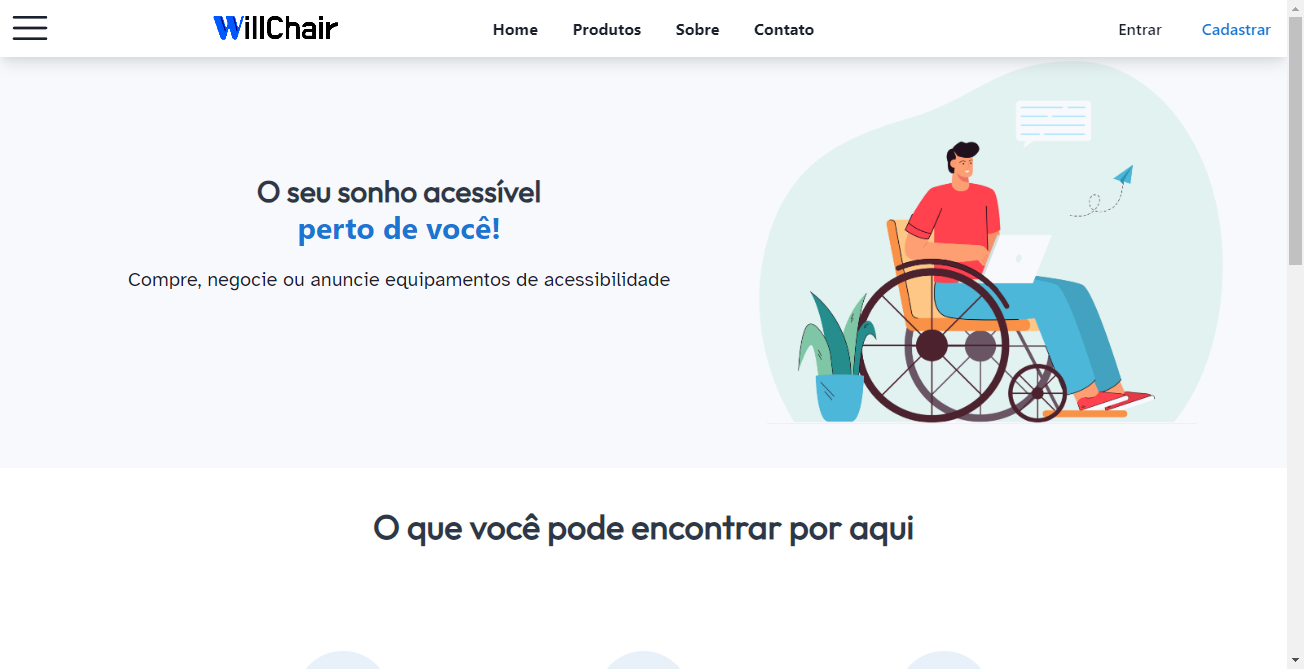 WillChair
Home Produtos Sobre Contato
Entrar Cadastrar
O seu sonho acessível
perto de você!
Compre, negocie ou anuncie equipamentos de acessibilidade
O que você pode encontrar por aqui